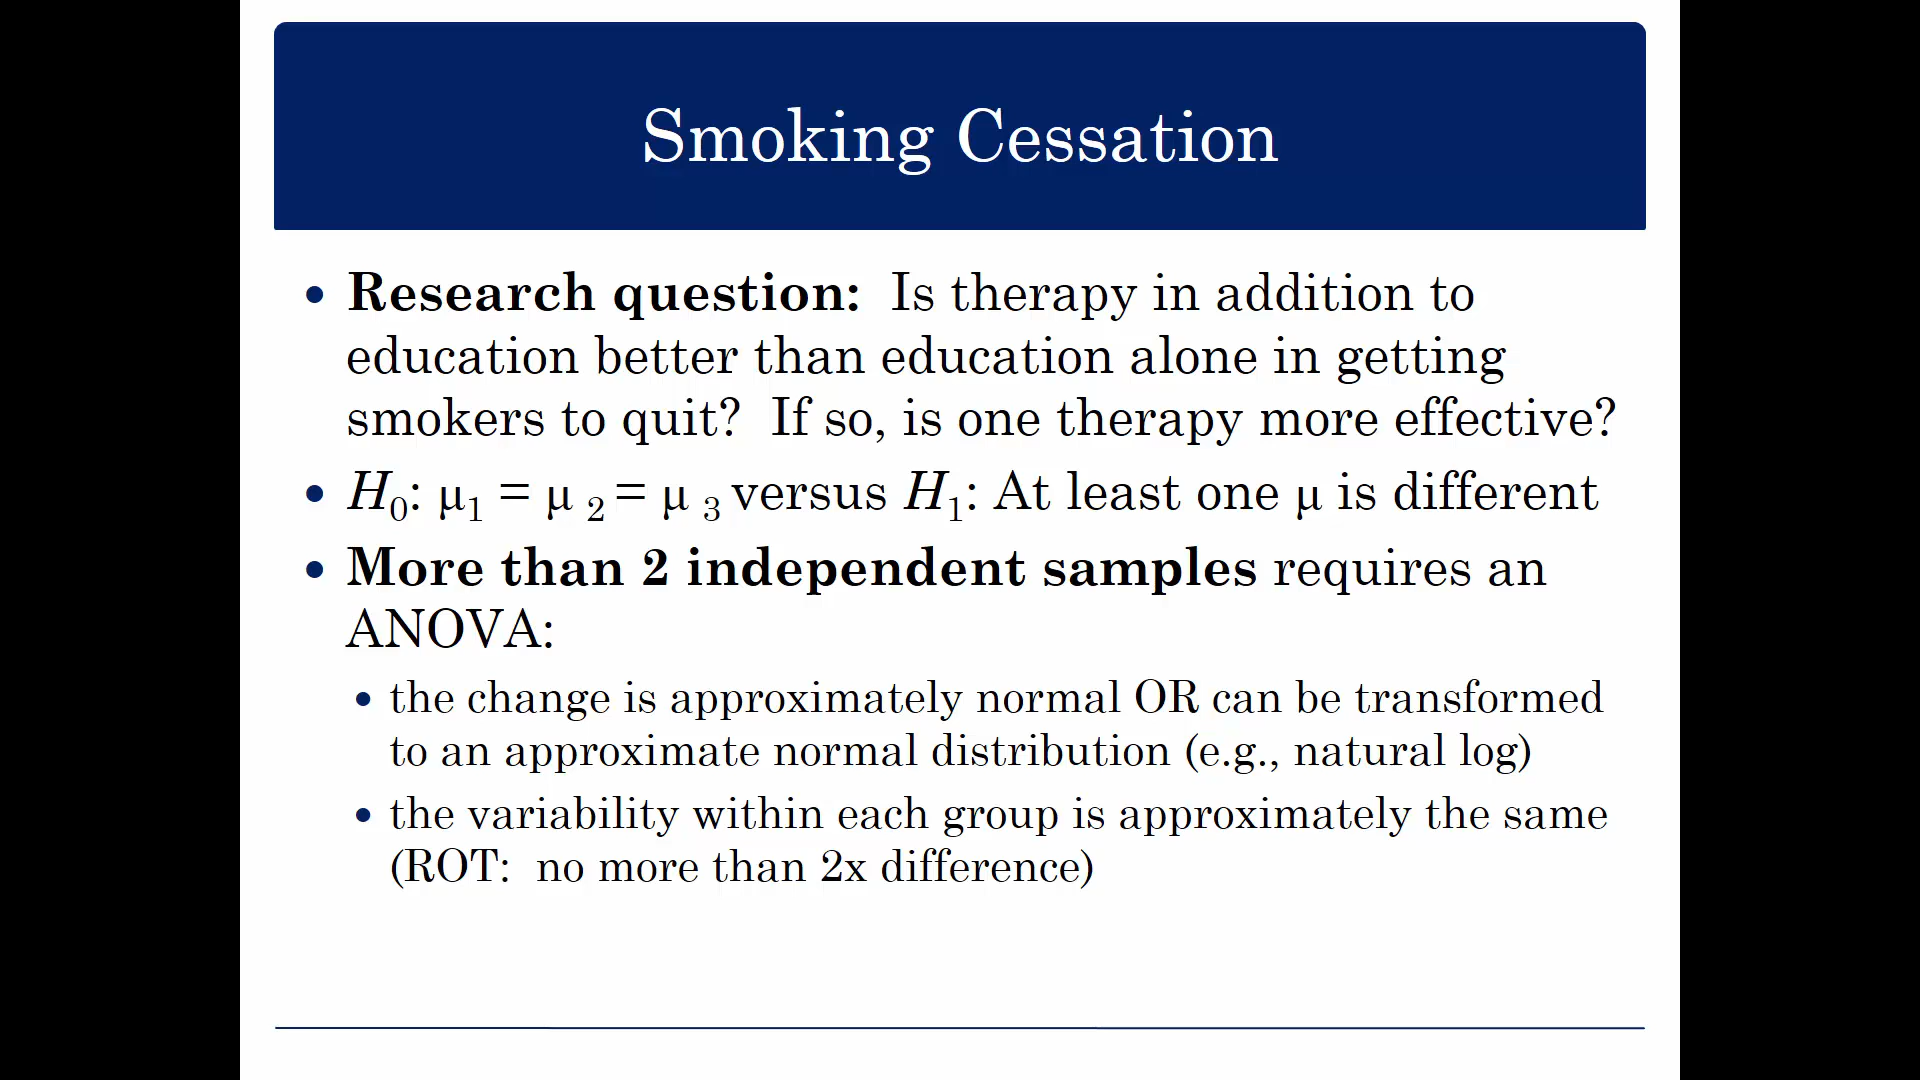 Smoking Cessation
• Research question:  Is therapy in addition to
education better than education alone in getting
smokers to quit?  If so, is one therapy more effective?
• H₀: μ₁ = μ ₂ = μ ₃ versus H₁: At least one μ is different
• More than 2 independent samples requires an
ANOVA:
• the change is approximately normal OR can be transformed
to an approximate normal distribution (e.g., natural log)
• the variability within each group is approximately the same
(ROT:  no more than 2x difference)